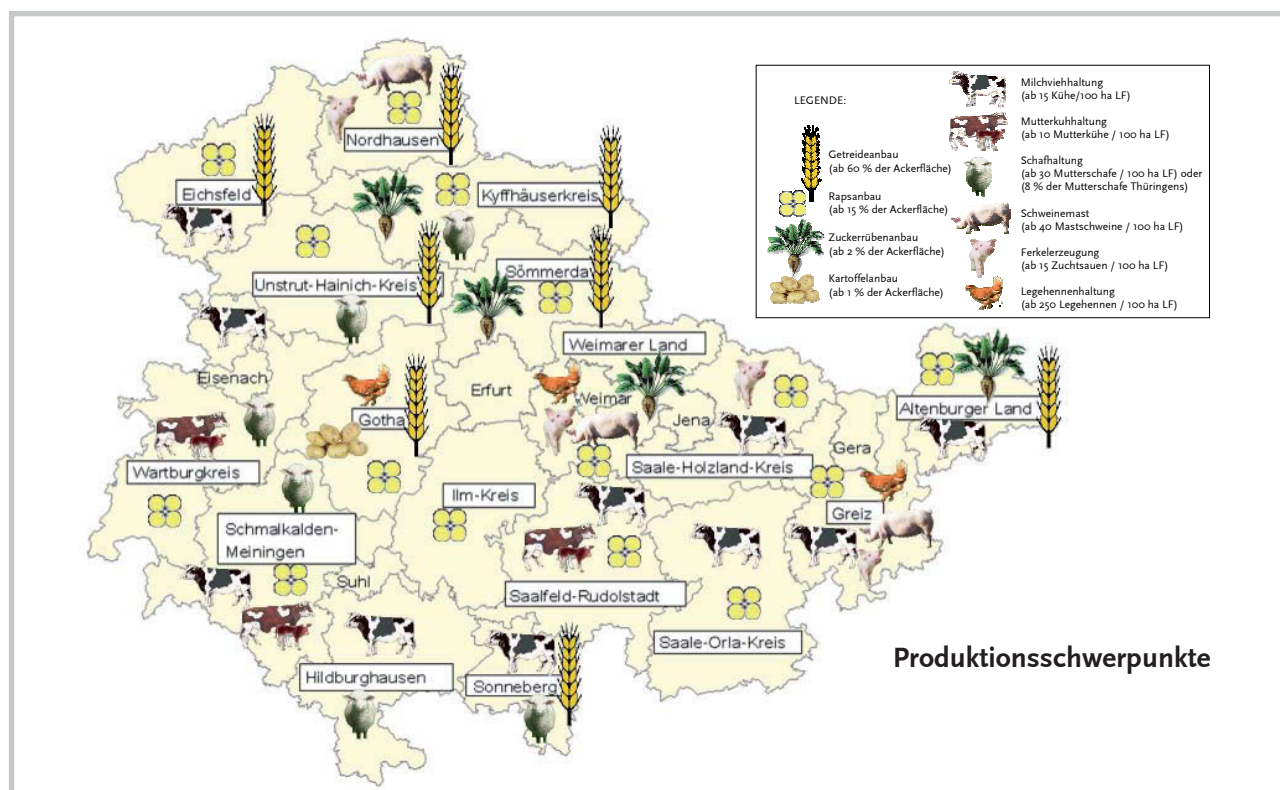 LEGENDE:
Getreideanbau
(ab 60 % der Ackerfläche)
Rapsanbau
(ab 15 % der Ackerfläche)
Zuckerrübenanbau
(ab 2 % der Ackerfläche)
Kartoffelanbau
(ab 1 % der Ackerfläche)
Milchviehhaltung
(ab 15 Kühe/100 ha LF)
Mutterkuhhaltung
(ab 10 Mutterkühe / 100 ha LF)
Schafhaltung
(ab 30 Mutterschafe / 100 ha LF) oder
(8 % der Mutterschafe Thüringens)
Schweinemast
(ab 40 Mastschweine / 100 ha LF)
Ferkelerzeugung
(ab 15 Zuchtsauen / 100 ha LF)
Legehennenhaltung
(ab 250 Legehennen / 100 ha LF)
Nordhausen
Eichsfeld
Kyffhäuserkreis
Unstrut-Hainich-Kreis
Sömmerda
Weimarer Land
Eisenach
Erfurt
Weimar
Gotha
Jena
Altenburger Land
Gera
Wartburgkreis
Saale-Holzland-Kreis
Ilm-Kreis
Greiz
Schmalkalden-
Meiningen
Suhl
Saalfeld-Rudolstadt
Saale-Orla-Kreis
Hildburghausen
Sonneberg
Produktionsschwerpunkte